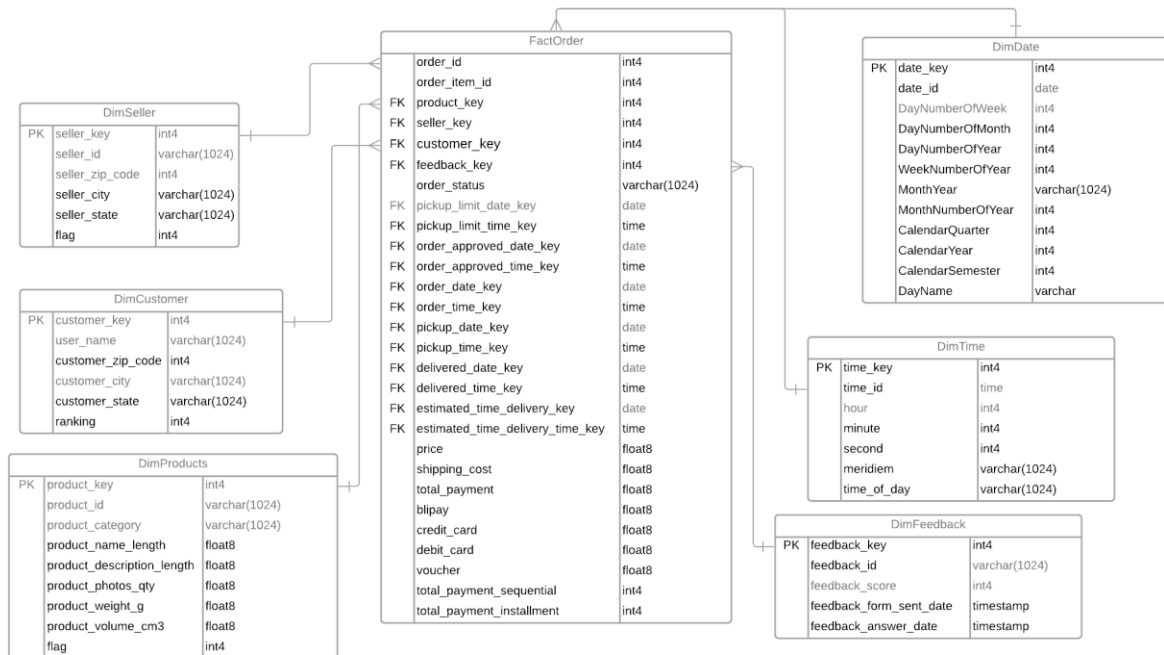 FactOrder
order_id int4
order_item_id int4
FK product_key int4
FK seller_key int4
FK customer_key int4
FK feedback_key int4
order_status varchar(1024)
FK pickup_limit_date_key date
FK pickup_limit_time_key time
FK order_approved_date_key date
FK order_approved_time_key time
FK order_date_key date
FK order_time_key time
FK pickup_date_key date
FK pickup_time_key time
FK delivered_date_key date
FK delivered_time_key time
FK estimated_time_delivery_key date
FK estimated_time_delivery_time_key time
price float8
shipping_cost float8
total_payment float8
blipay float8
credit_card float8
debit_card float8
voucher float8
total_payment_sequential int4
total_payment_installment int4
DimSeller
PK seller_key int4
seller_id varchar(1024)
seller_zip_code int4
seller_city varchar(1024)
seller_state varchar(1024)
flag int4
DimCustomer
PK customer_key int4
user_name varchar(1024)
customer_zip_code int4
customer_city varchar(1024)
customer_state varchar(1024)
ranking int4
DimProducts
PK product_key int4
product_id varchar(1024)
product_category varchar(1024)
product_name_length float8
product_description_length float8
product_photos_qty float8
product_weight_g float8
product_volume_cm3 float8
flag int4
DimDate
PK date_key int4
date_id date
DayNumberOfWeek int4
DayNumberOfMonth int4
DayNumberOfYear int4
WeekNumberOfYear int4
MonthYear varchar(1024)
MonthNumberOfYear int4
CalendarQuarter int4
CalendarYear int4
CalendarSemester int4
DayName varchar
DimTime
PK time_key int4
time_id time
hour int4
minute int4
second int4
meridiem varchar(1024)
time_of_day varchar(1024)
DimFeedback
PK feedback_key int4
feedback_id varchar(1024)
feedback_score int4
feedback_form_sent_date timestamp
feedback_answer_date timestamp